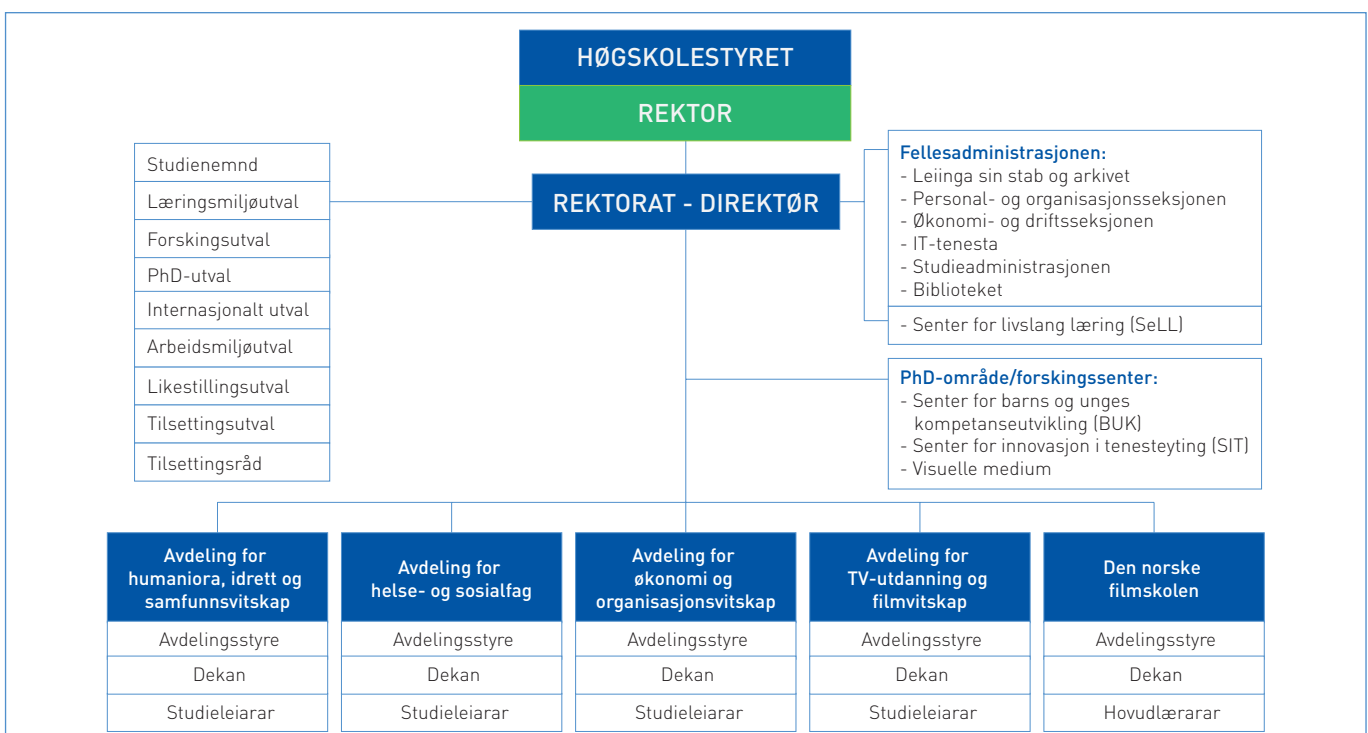 HØGSKOLESTYRET
REKTOR
REKTORAT - DIREKTØR
Studienemnd
Læringsmiljøutval
Forskingsutval
PhD-utval
Internasjonalt utval
Arbeidsmiljøutval
Likestillingsutval
Tilsettingsutval
Tilsettingsråd
Fellesadministrasjonen:
- Leiinga sin stab og arkivet
- Personal- og organisasjonsseksjonen
- Økonomi- og driftsseksjonen
- IT-tenesta
- Studieadministrasjonen
- Biblioteket
- Senter for livslang læring (SeLL)
PhD-område/forskingssenter:
- Senter for barns og unges
kompetanseutvikling (BUK)
- Senter for innovasjon i tenesteyting (SIT)
- Visuelle medium
Avdeling for
humaniora, idrett og
samfunnsvitskap
Avdelingsstyre
Dekan
Studieleiarar
Avdeling for
helse- og sosialfag
Avdelingsstyre
Dekan
Studieleiarar
Avdeling for
økonomi og
organisasjonsvitskap
Avdelingsstyre
Dekan
Studieleiarar
Avdeling for
TV-utdanning og
filmvitskap
Avdelingsstyre
Dekan
Studieleiarar
Den norske
filmskolen
Avdelingsstyre
Dekan
Hovudlærarar